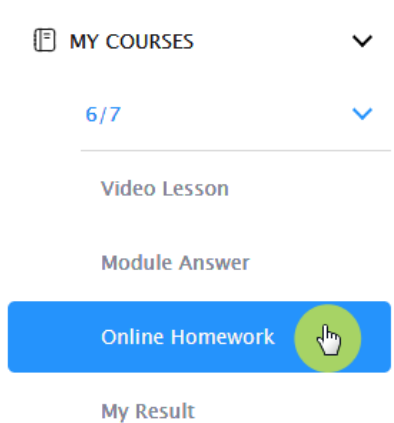 MY COURSES
6/7
Video Lesson
Module Answer
Online Homework
My Result